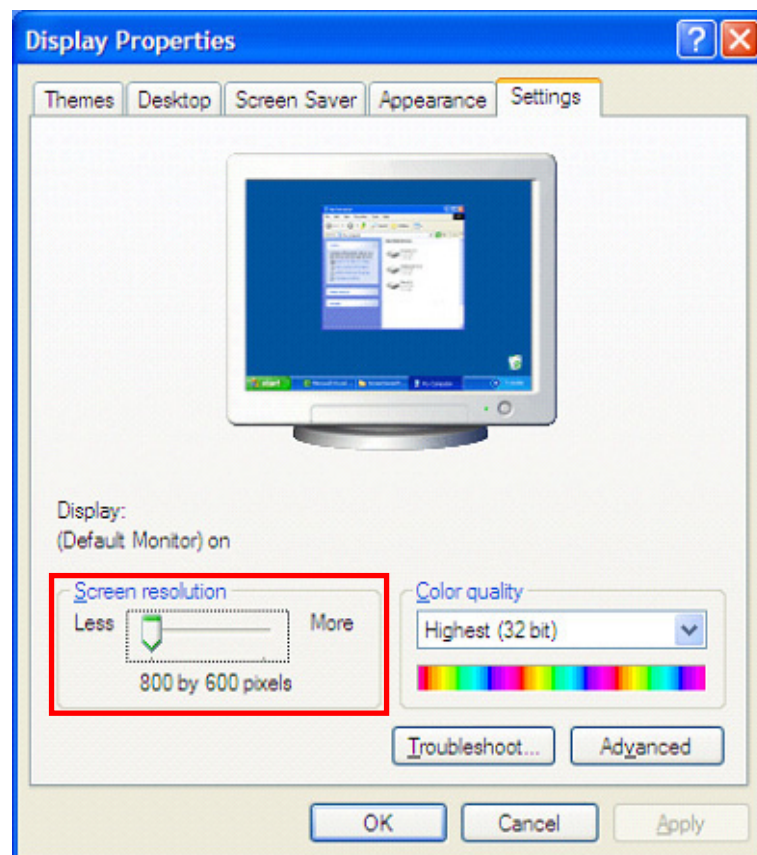 Display Properties
Themes Desktop Screen Saver Appearance Settings
start
Display:
(Default Monitor) on
Screen resolution
Less More
800 by 600 pixels
Color quality
Highest (32 bit)
Troubleshoot... Advanced
OK Cancel Apply